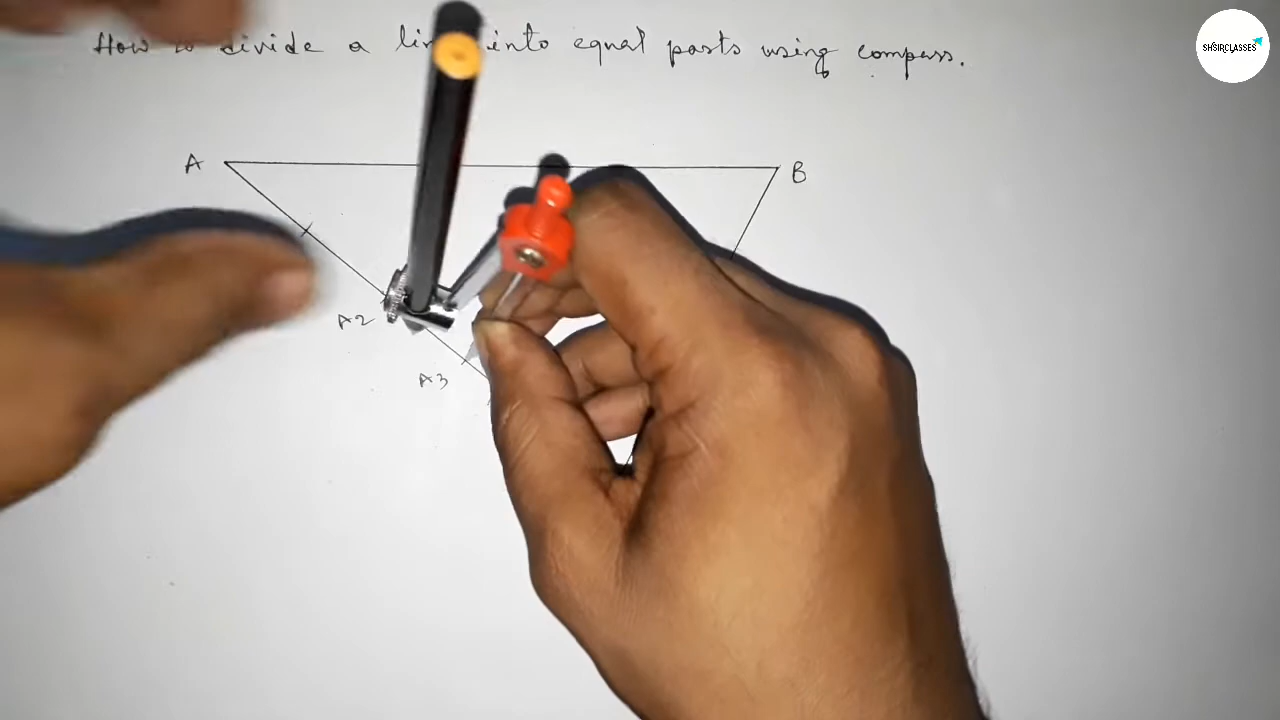 How to divide a line into equal parts using compass.
SHSIRCLASSES
A
B
A2
A3